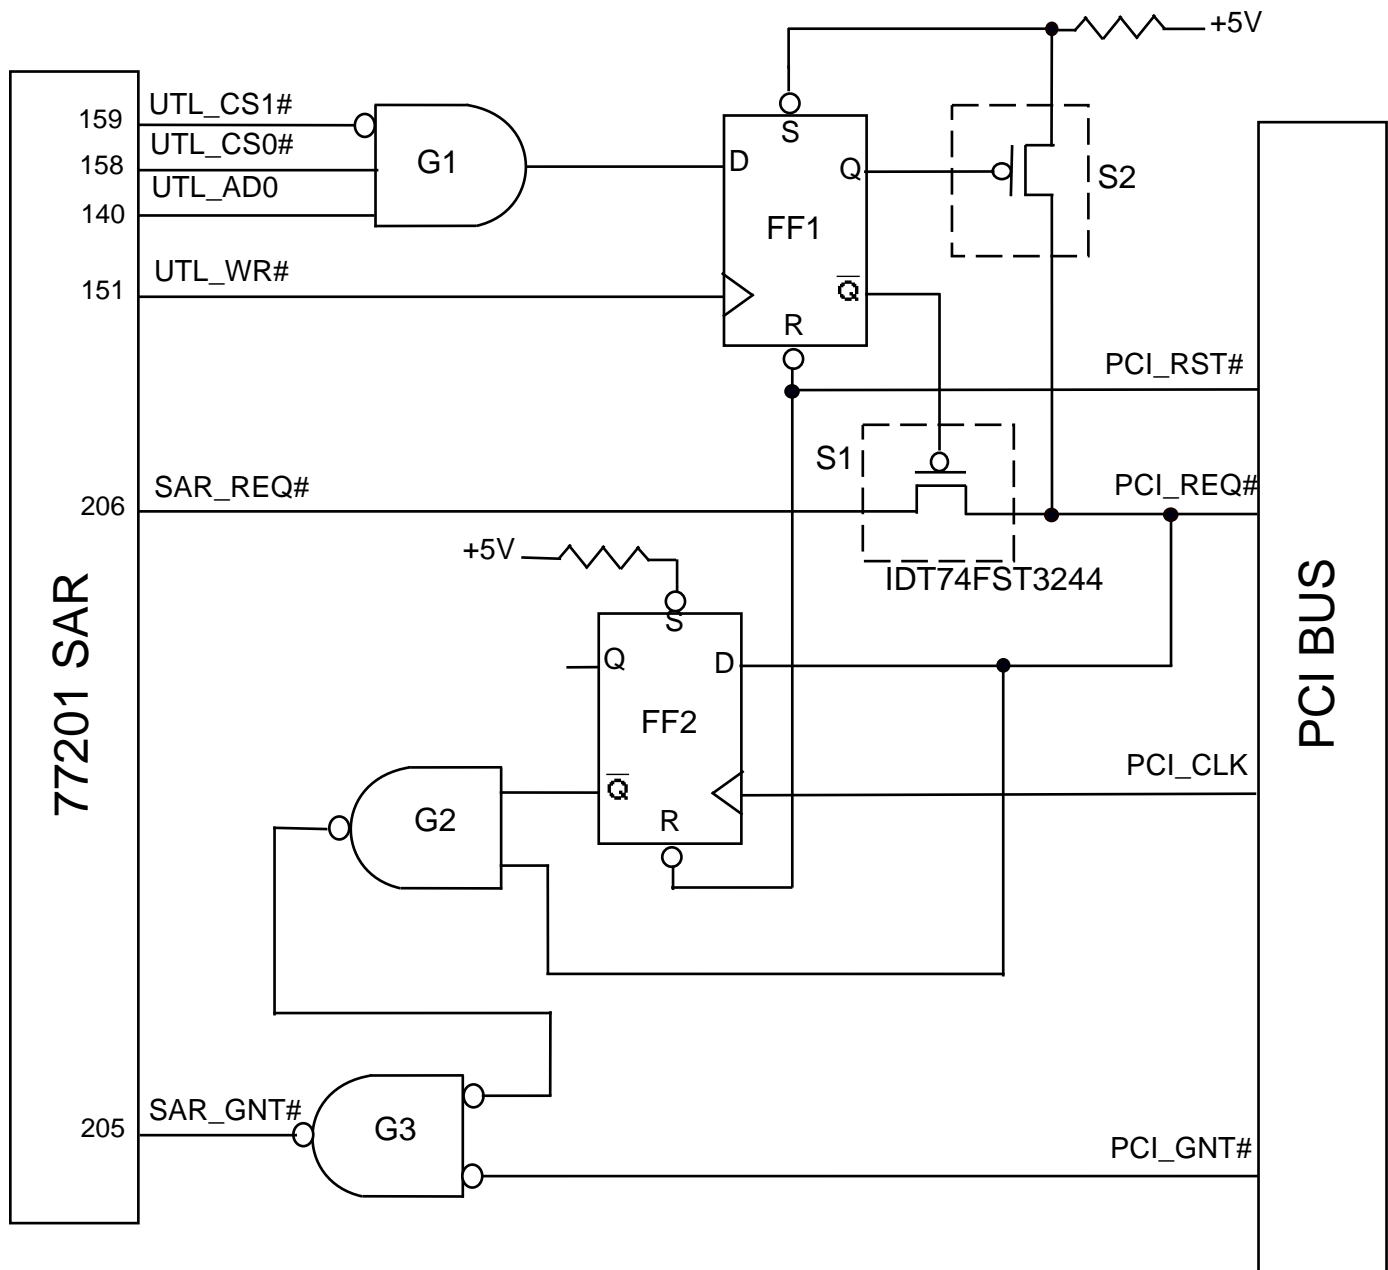 +5V
159
UTL_CS1#
158
UTL_CS0#
140
UTL_AD0
G1
151
UTL_WR#
S
D
Q
FF1
Q
R
S2
PCI_RST#
S1
206
SAR_REQ#
PCI_REQ#
IDT74FST3244
+5V
S
Q
D
FF2
Q
R
PCI_CLK
G2
77201 SAR
PCI BUS
205
SAR_GNT#
G3
PCI_GNT#